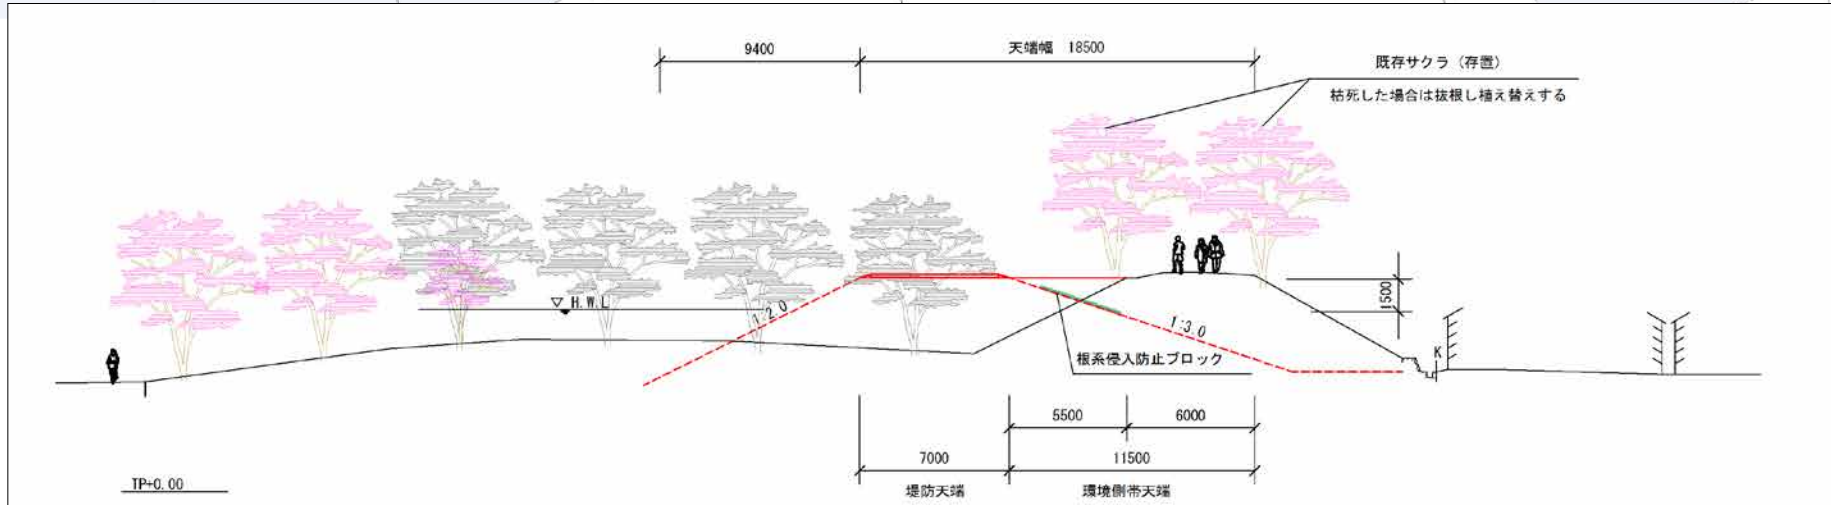 9400
天端幅 18500
既存サクラ（存置）
枯死した場合は抜根し植え替えする
▽ H.W.L
1:2.0
1:3.0
1500
K
根系侵入防止ブロック
5500
6000
7000
11500
堤防天端
環境側帯天端
TP+0.00